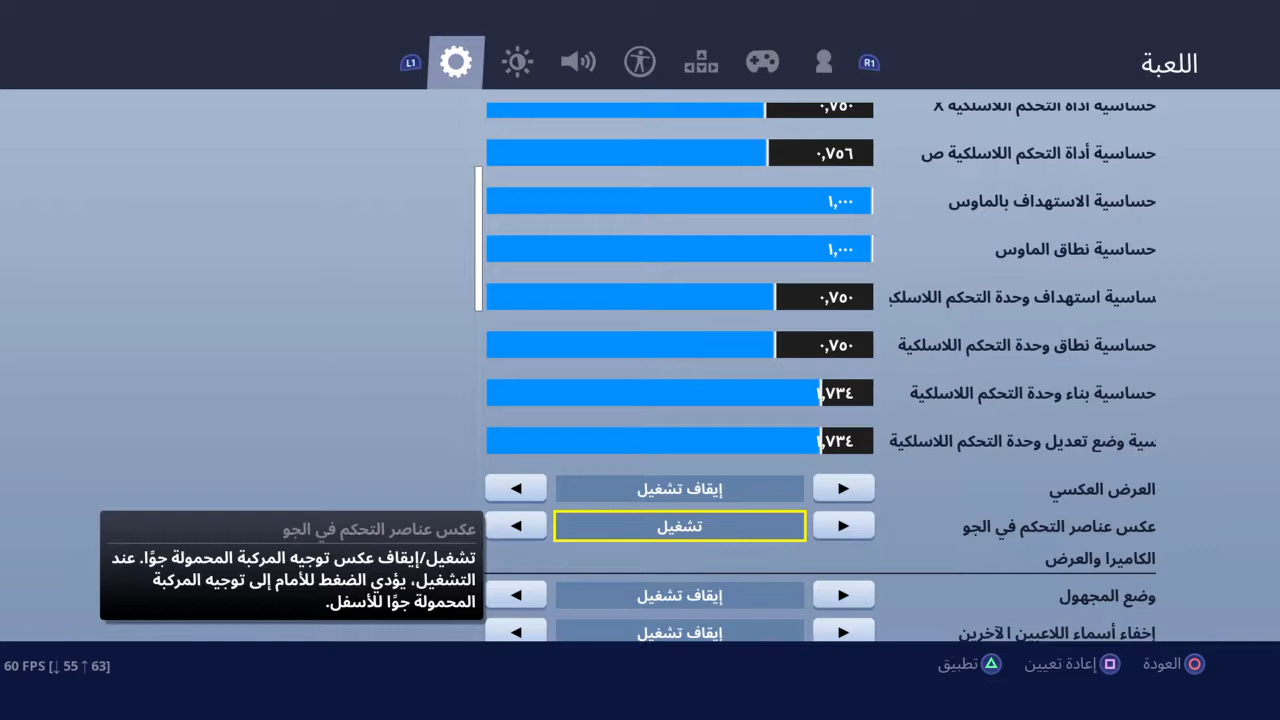 اللعبة
L1
R1
حساسية أداة التحكم اللاسلكية X
٠,٧٥٠
حساسية أداة التحكم اللاسلكية ص
٠,٧٥٦
حساسية الاستهداف بالماوس
١,٠٠٠
حساسية نطاق الماوس
١,٠٠٠
ساسية استهداف وحدة التحكم اللاسلكي
٠,٧٥٠
حساسية نطاق وحدة التحكم اللاسلكية
٠,٧٥٠
حساسية بناء وحدة التحكم اللاسلكية
١,٧٣٤
سية وضع تعديل وحدة التحكم اللاسلكية
١,٧٣٤
العرض العكسي
إيقاف تشغيل
عكس عناصر التحكم في الجو
تشغيل
عكس عناصر التحكم في الجو
تشغيل/إيقاف عكس توجيه المركبة المحمولة جوًا. عند
التشغيل، يؤدي الضغط للأمام إلى توجيه المركبة
المحمولة جوًا للأسفل.
الكاميرا والعرض
وضع المجهول
إيقاف تشغيل
إخفاء أسماء اللاعبين الآخرين
إيقاف تشغيل
العودة
إعادة تعيين
تطبيق
60 FPS [↓ 55 ↑ 63]